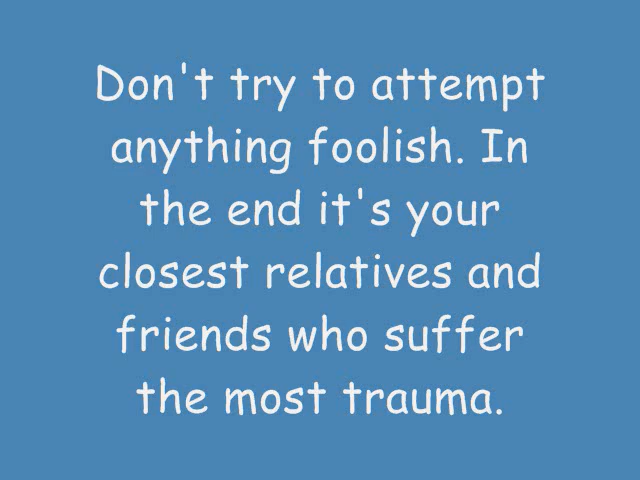 Don't try to attempt
anything foolish. In
the end it's your
closest relatives and
friends who suffer
the most trauma.